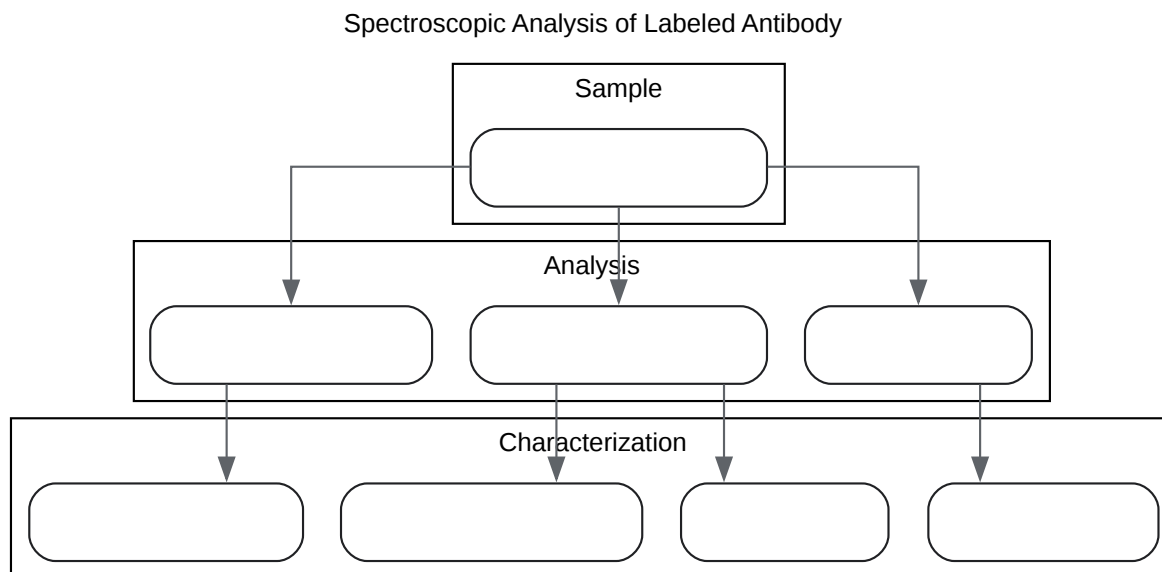 Spectroscopic Analysis of Labeled Antibody
Sample
Analysis
Characterization